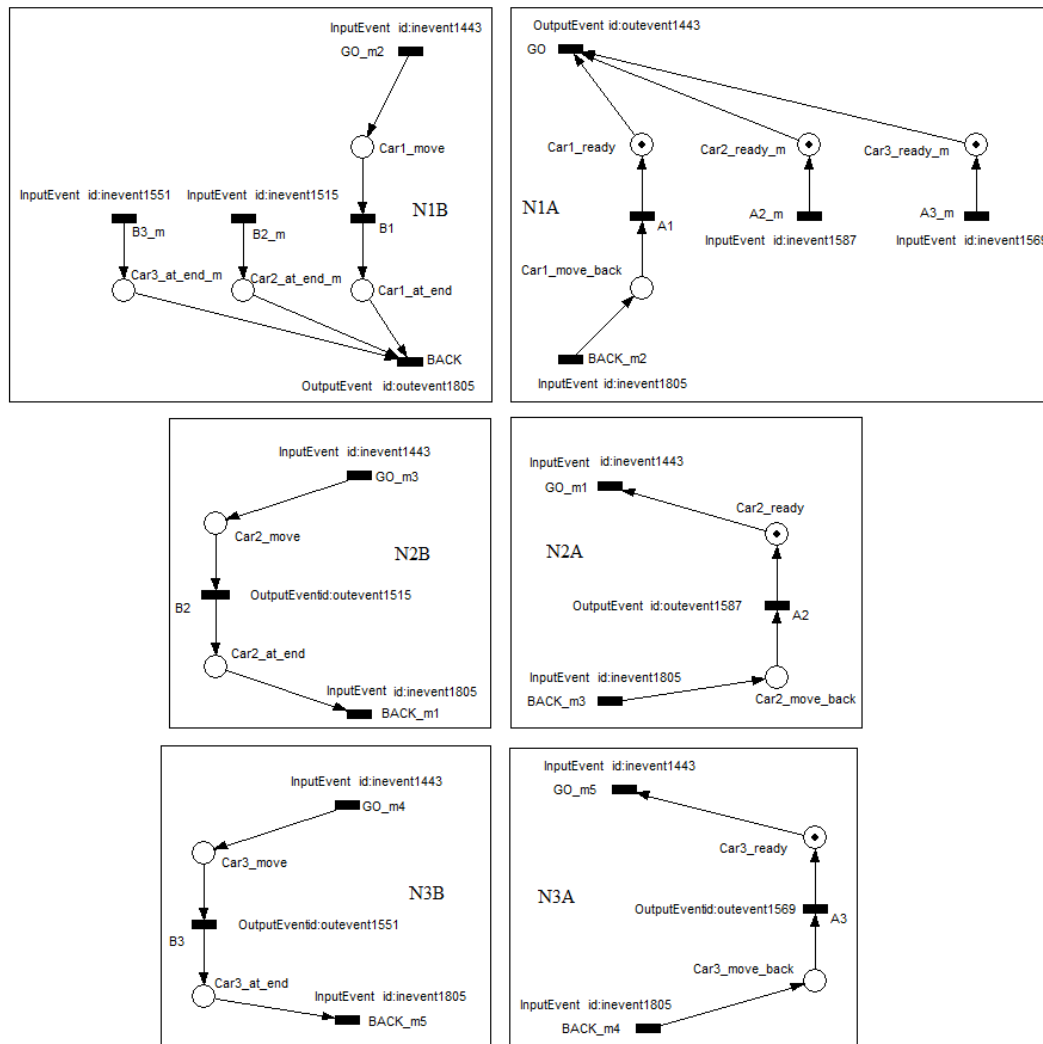 InputEvent id:inevent1443
GO_m2
Car1_move
InputEvent id:inevent1551 InputEvent id:inevent1515
N1B
B3_m
B2_m
B1
Car3_at_end_m
Car2_at_end_m
Car1_at_end
BACK
OutputEvent id:outevent1805
OutputEvent id:outevent1443
GO
Car1_ready
Car2_ready_m
Car3_ready_m
N1A
A1
A2_m
A3_m
InputEvent id:inevent1587
InputEvent id:inevent1569
Car1_move_back
BACK_m2
InputEvent id:inevent1805
InputEvent id:inevent1443
GO_m3
Car2_move
N2B
B2
OutputEventid:outevent1515
Car2_at_end
InputEvent id:inevent1805
BACK_m1
InputEvent id:inevent1443
GO_m1
Car2_ready
N2A
OutputEvent id:outevent1587
A2
InputEvent id:inevent1805
BACK_m3
Car2_move_back
InputEvent id:inevent1443
GO_m4
Car3_move
N3B
OutputEventid:outevent1551
B3
Car3_at_end
InputEvent id:inevent1805
BACK_m5
InputEvent id:inevent1443
GO_m5
Car3_ready
N3A
OutputEventid:outevent1569
A3
Car3_move_back
InputEvent id:inevent1805
BACK_m4